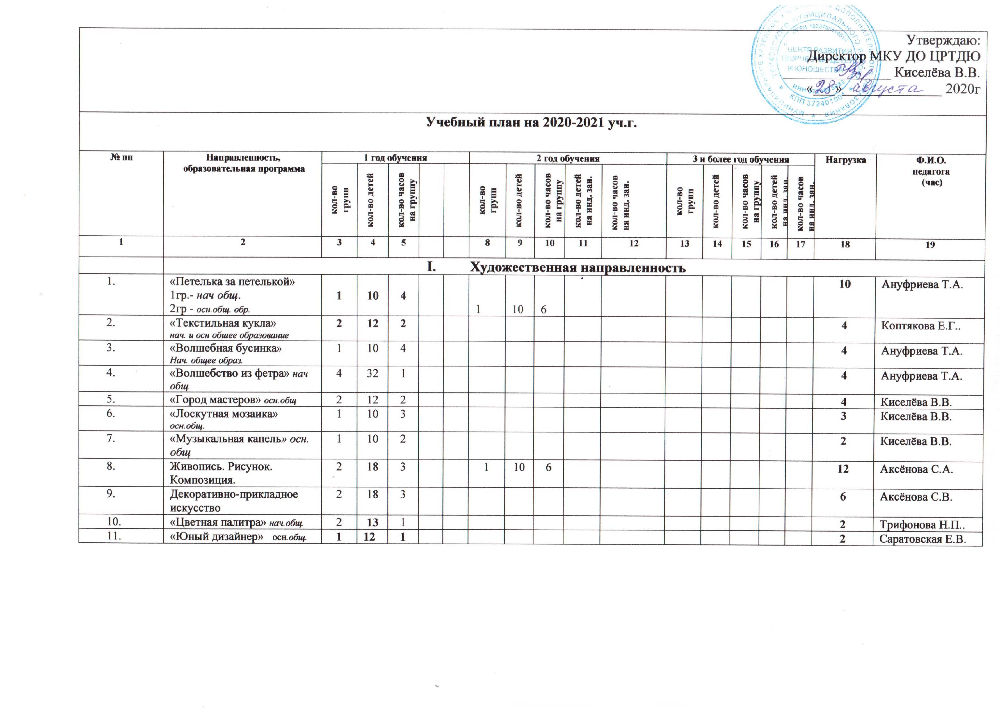 Утверждаю:
Директор МКУ ДО ЦРТДЮ
Киселёва В.В.
«28» августа 2020г
МУНИЦИПАЛЬНОГО
ОГРН
ЦЕНТР РАЗВИТИЯ
ТВОРЧЕСТВА ДЕТЕЙ
И ЮНОШЕСТВА
ИНН
КПП 372401001
МУНИЦИПАЛЬНОЕ КАЗЕННОЕ
ДОПОЛНИТЕЛЬНОГО ОБРАЗОВАНИЯ
Учебный план на 2020-2021 уч.г.
№ пп Направленность, образовательная программа 1 год обучения 2 год обучения 3 и более год обучения Нагрузка Ф.И.О. педагога (час)
кол-во групп кол-во детей кол-во часов на группу кол-во групп кол-во детей кол-во часов на группу кол-во детей на инд. зан. кол-во часов на инд. зан. кол-во групп кол-во детей кол-во часов на группу кол-во детей на инд. зан. кол-во часов на инд. зан.
1 2 3 4 5 8 9 10 11 12 13 14 15 16 17 18 19
I. Художественная направленность
1. «Петелька за петелькой» 10 Ануфриева Т.А.
1гр.- нач общ. 1 10 4
2гр - осн.общ. обр. 1 10 6
2. «Текстильная кукла» 2 12 2 4 Коптякова Е.Г..
нач. и осн обшее образование
3. «Волшебная бусинка» 1 10 4 4 Ануфриева Т.А.
Нач. общее образ.
4. «Волшебство из фетра» нач 4 32 1 4 Ануфриева Т.А.
общ
5. «Город мастеров» осн.общ 2 12 2 4 Киселёва В.В.
6. «Лоскутная мозаика» 1 10 3 3 Киселёва В.В.
осн.общ.
7. «Музыкальная капель» осн. 1 10 2 2 Киселёва В.В.
общ
8. Живопись. Рисунок. 2 18 3 1 10 6 12 Аксёнова С.А.
Композиция.
9. Декоративно-прикладное 2 18 3 6 Аксёнова С.В.
искусство
10. «Цветная палитра» нач.общ. 2 13 1 2 Трифонова Н.П..
11. «Юный дизайнер» осн.общ. 1 12 1 2 Саратовская Е.В.